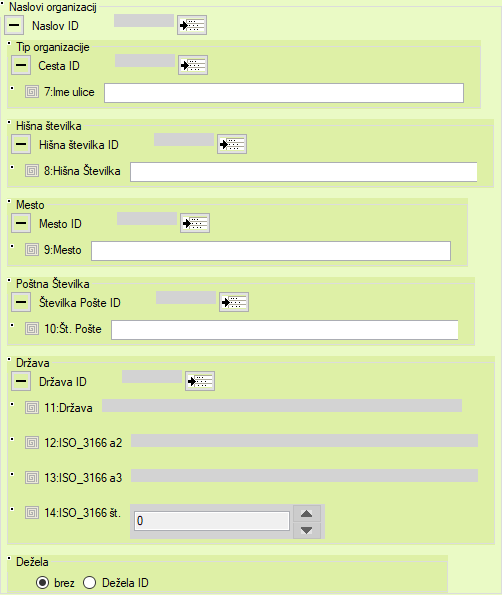 Naslovi organizacij
Naslov ID
Tip organizacije
Cesta ID
7:Ime ulice
Hišna številka
Hišna številka ID
8:Hišna Številka
Mesto
Mesto ID
9:Mesto
Poštna Številka
Številka Pošte ID
10:Št. Pošte
Država
Država ID
11:Država
12:ISO_3166 a2
13:ISO_3166 a3
14:ISO_3166 št.
0
Dežela
brez Dežela ID